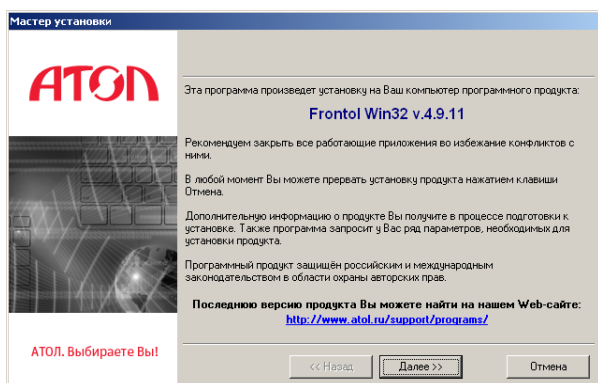 Мастер установки
АТОЛ
Эта программа произведет установку на Ваш компьютер программного продукта:
Frontol Win32 v.4.9.11
Рекомендуем закрыть все работающие приложения во избежание конфликтов с
ними.
В любой момент Вы можете прервать установку продукта нажатием клавиши
Отмена.
Дополнительную информацию о продукте Вы получите в процессе подготовки к
установке. Также программа запросит у Вас ряд параметров, необходимых для
установки продукта.
Программный продукт защищён российским и международным
законодательством в области охраны авторских прав.
Последнюю версию продукта Вы можете найти на нашем Web-сайте:
http://www.atol.ru/support/programs/
АТОЛ. Выбираете Вы!
<< Назад
Далее >>
Отмена